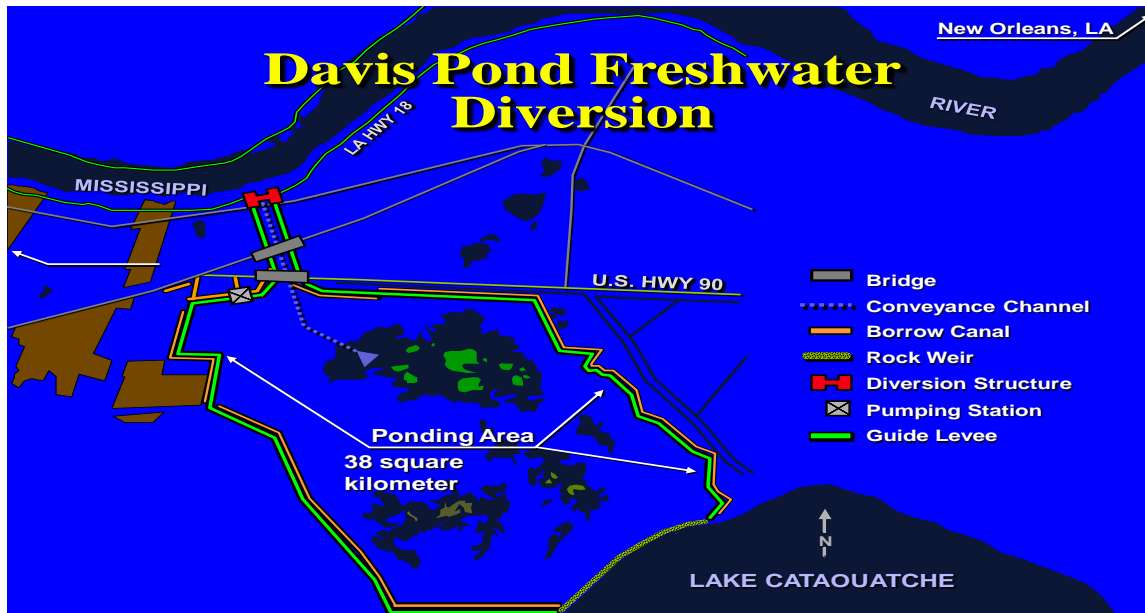 New Orleans, LA
Davis Pond Freshwater
Diversion
RIVER
LA HWY 18
MISSISSIPPI
U.S. HWY 90
Bridge
Conveyance Channel
Borrow Canal
Rock Weir
Diversion Structure
Pumping Station
Guide Levee
Ponding Area
38 square
kilometer
N
LAKE CATAOUATCHE